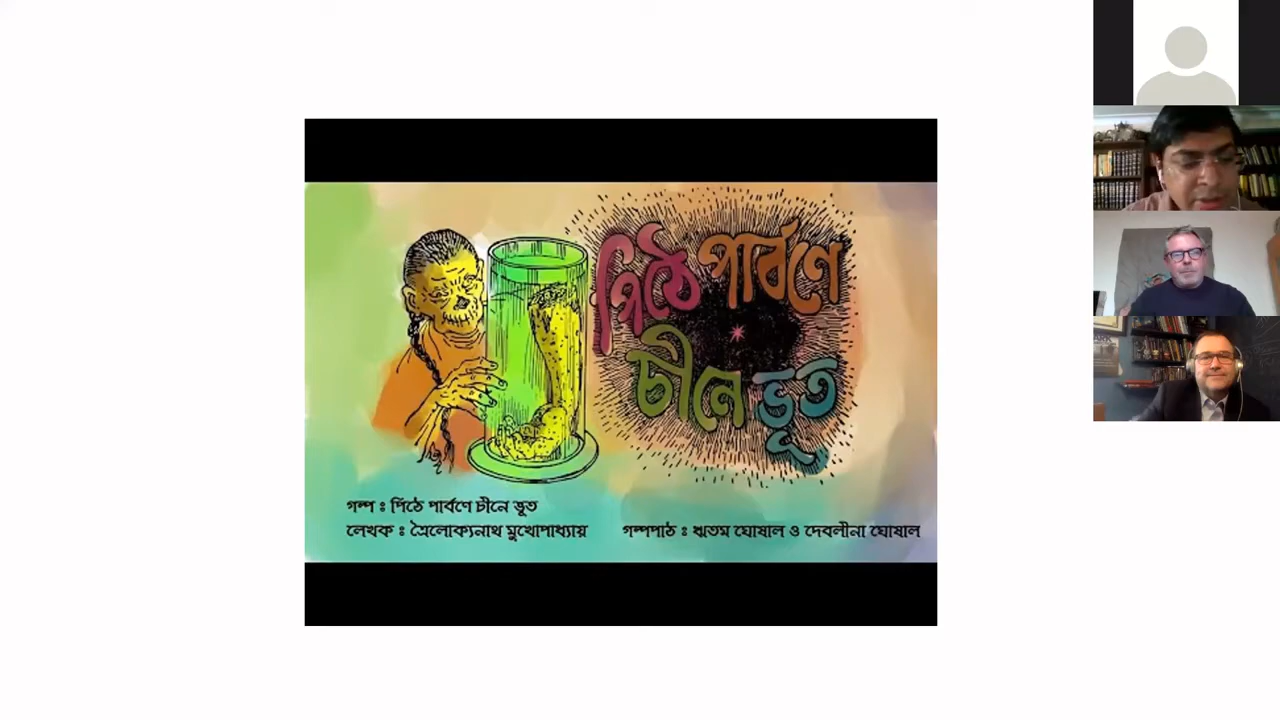 পিঠে পার্বণে
চীনে ভূত
গল্প ঃ পিঠে পার্বণে চীনে ভূত
লেখক ঃ ত্রৈলোক্যনাথ মুখোপাধ্যায়
গল্পপাঠ ঃ ঋতম ঘোষাল ও দেবলীনা ঘোষাল